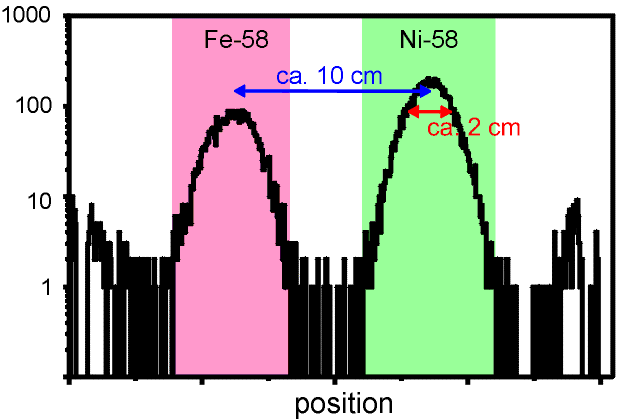 1000
Fe-58
Ni-58
ca. 10 cm
100
ca. 2 cm
10
1
position